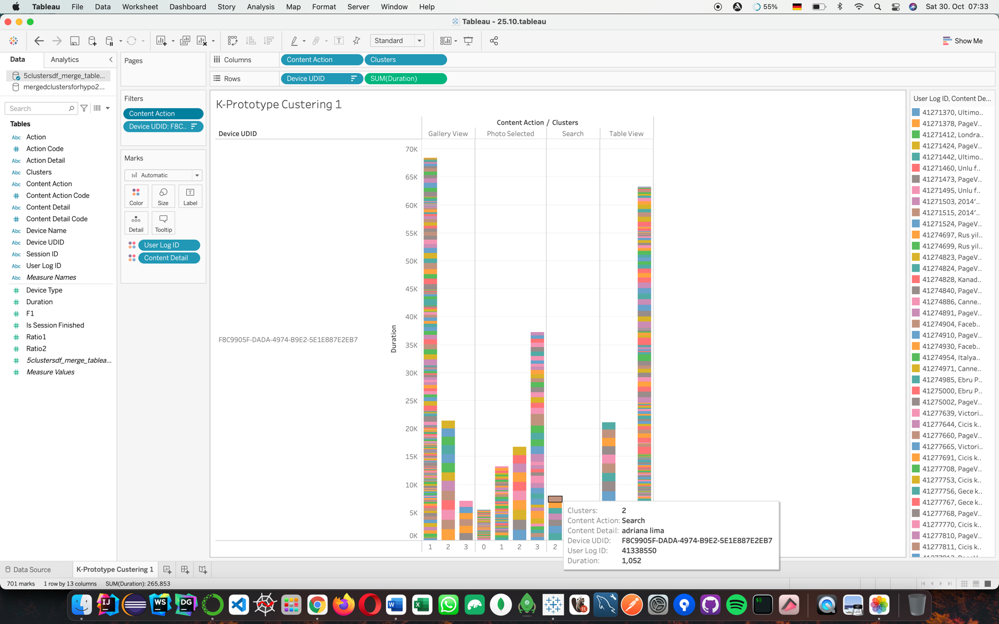 Tableau File Data Worksheet Dashboard Story Analysis Map Format Server Window Help 55% Sat 30. Oct 07:33
Tableau - 25.10.tableau
Standard Show Me
Data Analytics
5clustersdf_merge_table...
mergedclustersforhypo2...
Search
Tables
Abc Action
# Action Code
Abc Action Detail
Abc Clusters
Abc Content Action
# Content Action Code
Abc Content Detail
# Content Detail Code
Abc Device Name
Abc Device UDID
Abc Session ID
Abc User Log ID
Abc Measure Names
# Device Type
# Duration
# F1
# Is Session Finished
# Ratio1
# Ratio2
# 5clustersdf_merge_tablea...
# Measure Values
Pages
Filters
Content Action
Device UDID: F8C..
Marks
Automatic
Color Size Label
Detail Tooltip
User Log ID
Content Detail
Columns Content Action Clusters
Rows Device UDID SUM(Duration)
K-Prototype Custering 1
Content Action / Clusters
Device UDID Gallery View Photo Selected Search Table View
70K
65K
60K
55K
50K
45K
40K
35K
30K
25K
20K
15K
10K
5K
0K
Duration
F8C9905F-DADA-4974-B9E2-5E1E887E2EB7
1 2 3 0 1 2 3 2
Clusters: 2
Content Action: Search
Content Detail: adriana lima
Device UDID: F8C9905F-DADA-4974-B9E2-5E1E887E2EB7
User Log ID: 41338550
Duration: 1,052
User Log ID, Content De...
41271370, Ultimo..
41271378, PageV..
41271412, Londra..
41271424, PageV..
41271442, Ultimo..
41271460, Unlu f..
41271473, PageV..
41271495, Unlu f..
41271503, 2014'..
41271515, 2014'..
41271524, PageV..
41274697, Rus yil..
41274699, Rus yil..
41274823, PageV..
41274824, PageV..
41274828, Kanad..
41274840, PageV..
41274886, Canne..
41274891, PageV..
41274904, Faceb..
41274910, PageV..
41274930, Faceb..
41274954, Italya..
41274971, Canne..
41274985, Ebru P..
41275000, Ebru P..
41275002, PageV..
41277639, Victori..
41277644, Cicis k..
41277660, PageV..
41277665, Victori..
41277691, Cicis k..
41277708, PageV..
41277753, Cicis k..
41277756, Gece k..
41277767, Gece k..
41277768, PageV..
41277770, Cicis k..
41277810, PageV..
41277811, Cicis k..
Data Source K-Prototype Custering 1
701 marks 1 row by 13 columns SUM(Duration): 265,853
IJ WS DG W X EE